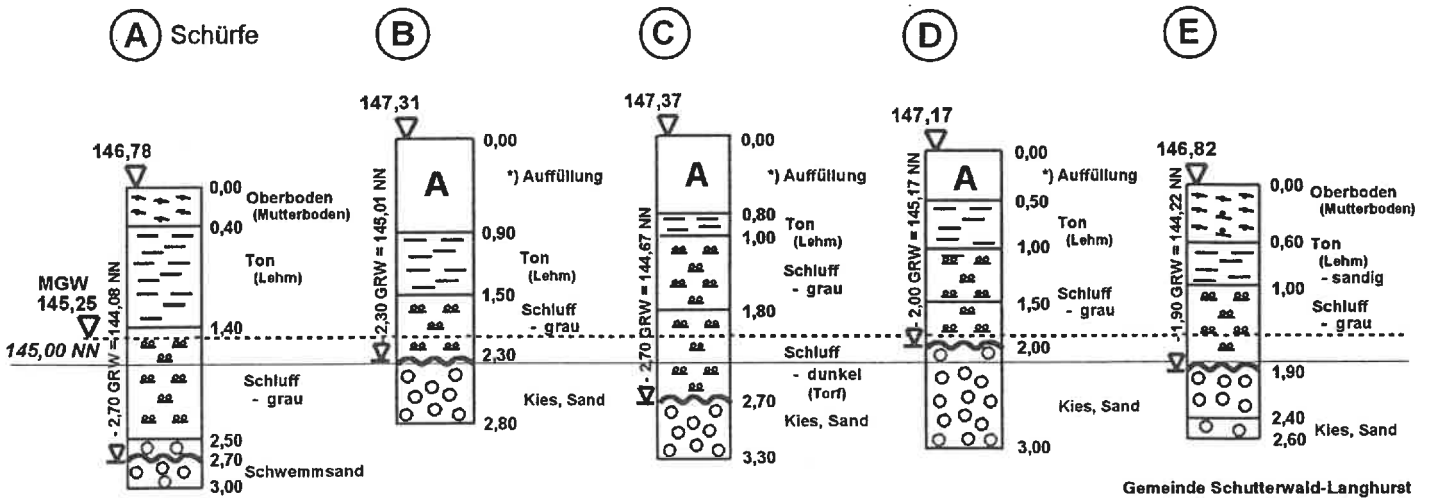 A Schürfe
146,78
0,00
Oberboden
(Mutterboden)
0,40
Ton
(Lehm)
1,40
MGW
145,25
145,00 NN
- 2,70 GRW = 144,08 NN
Schluff
- grau
2,50
2,70
Schwemmsand
3,00
B
147,31
0,00
A
*) Auffüllung
0,90
Ton
(Lehm)
1,50
Schluff
- grau
- 2,30 GRW = 145,01 NN
2,30
Kies, Sand
2,80
C
147,37
0,00
A
*) Auffüllung
0,80
Ton
(Lehm)
1,00
Schluff
- grau
1,80
Schluff
- dunkel
(Torf)
- 2,70 GRW = 144,67 NN
2,70
Kies, Sand
3,30
D
147,17
0,00
A
*) Auffüllung
0,50
Ton
(Lehm)
1,00
1,50
Schluff
- grau
- 2,00 GRW = 145,17 NN
2,00
Kies, Sand
3,00
E
146,82
0,00
Oberboden
(Mutterboden)
0,60
Ton
(Lehm)
- sandig
1,00
Schluff
- grau
- 1,90 GRW = 144,22 NN
1,90
2,40
Kies, Sand
2,60
Gemeinde Schutterwald-Langhurst